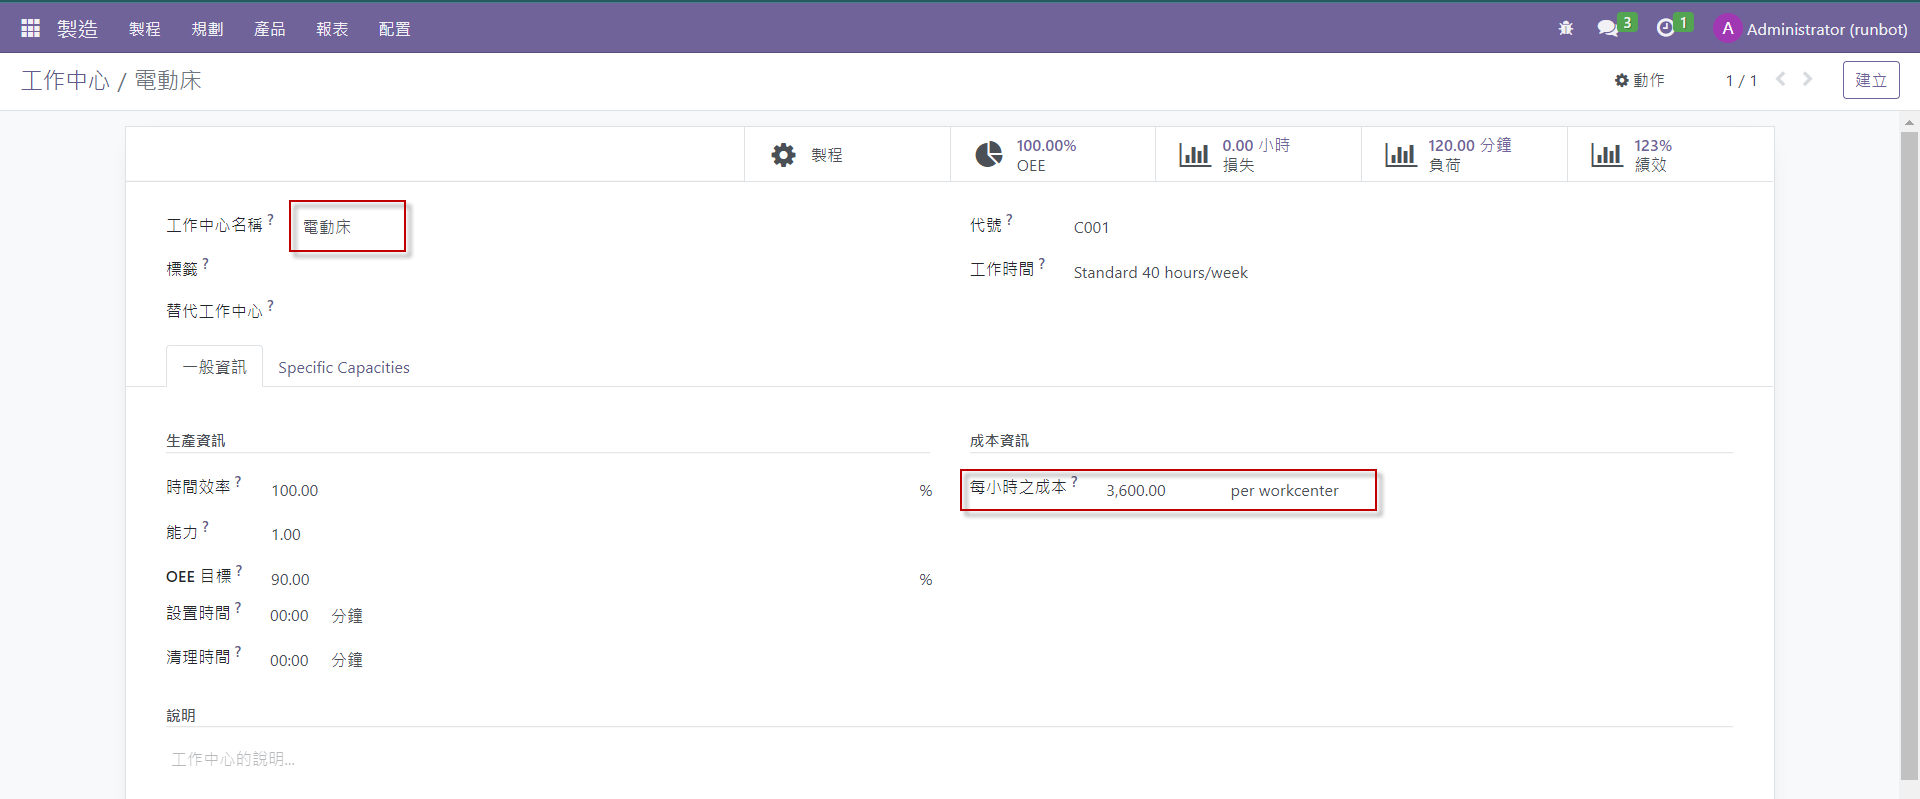 製造 製程 規劃 產品 報表 配置 3 1 A Administrator (runbot)
工作中心 / 電動床 動作 1 / 1 建立
製程 100.00% OEE 0.00 小時 損失 120.00 分鐘 負荷 123% 績效
工作中心名稱 ? 電動床 代號 ? C001
標籤 ? 工作時間 ? Standard 40 hours/week
替代工作中心 ?
一般資訊 Specific Capacities
生產資訊 成本資訊
時間效率 ? 100.00 % 每小時之成本 ? 3,600.00 per workcenter
能力 ? 1.00
OEE 目標 ? 90.00 %
設置時間 ? 00:00 分鐘
清理時間 ? 00:00 分鐘
說明
工作中心的說明...